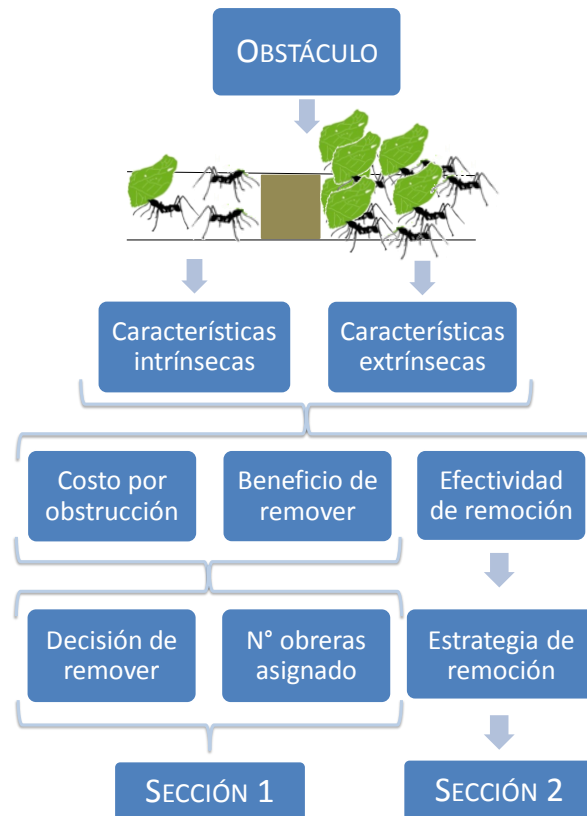 OBSTÁCULO
Características
intrínsecas
Características
extrínsecas
Costo por
obstrucción
Beneficio de
remover
Efectividad
de remoción
Decisión de
remover
N° obreras
asignado
Estrategia de
remoción
SECCIÓN 1
SECCIÓN 2